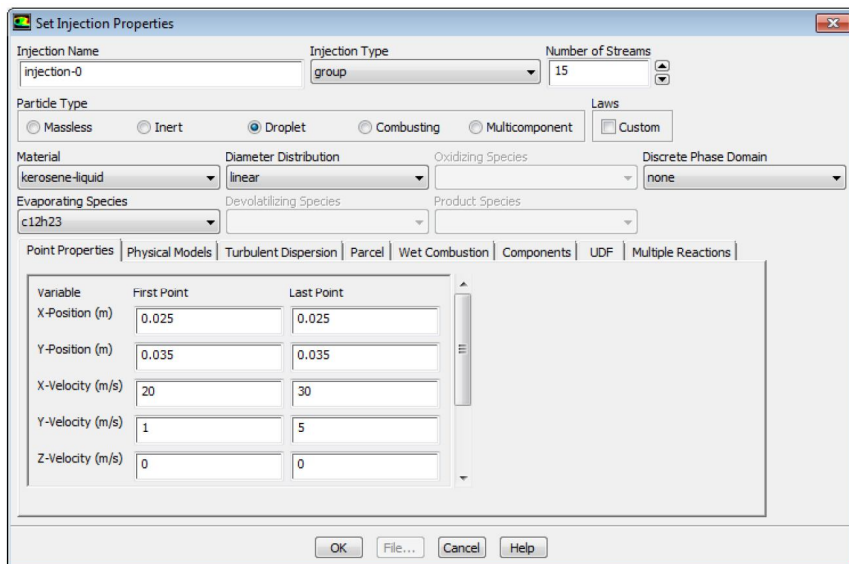 Set Injection Properties
Injection Name Injection Type Number of Streams
injection-0 group 15
Particle Type Laws
Massless Inert Droplet Combusting Multicomponent Custom
Material Diameter Distribution Oxidizing Species Discrete Phase Domain
kerosene-liquid linear none
Evaporating Species Devolatilizing Species Product Species
c12h23
Point Properties Physical Models Turbulent Dispersion Parcel Wet Combustion Components UDF Multiple Reactions
Variable First Point Last Point
X-Position (m) 0.025 0.025
Y-Position (m) 0.035 0.035
X-Velocity (m/s) 20 30
Y-Velocity (m/s) 1 5
Z-Velocity (m/s) 0 0
OK File... Cancel Help